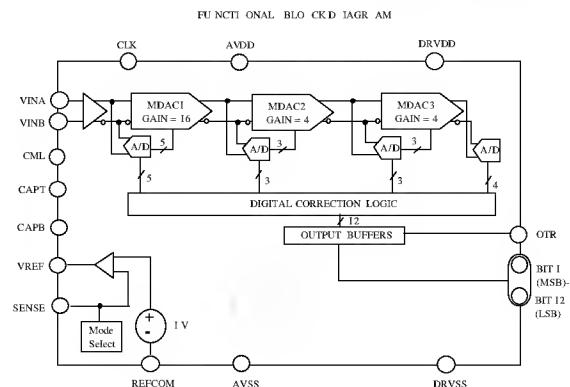 FU NCTI ONAL BLO CK D IAGR AM
CLK
AVDD
DRVDD
VINA
VINB
CML
CAPT
CAPB
VREF
SENSE
MDAC1
GAIN = 16
MDAC2
GAIN = 4
MDAC3
GAIN = 4
A/D
5
A/D
3
A/D
3
A/D
5
3
3
4
DIGITAL CORRECTION LOGIC
12
OUTPUT BUFFERS
OTR
BIT 1
(MSB)-
BIT 12
(LSB)
+
-
1 V
Mode
Select
REFCOM
AVSS
DRVSS